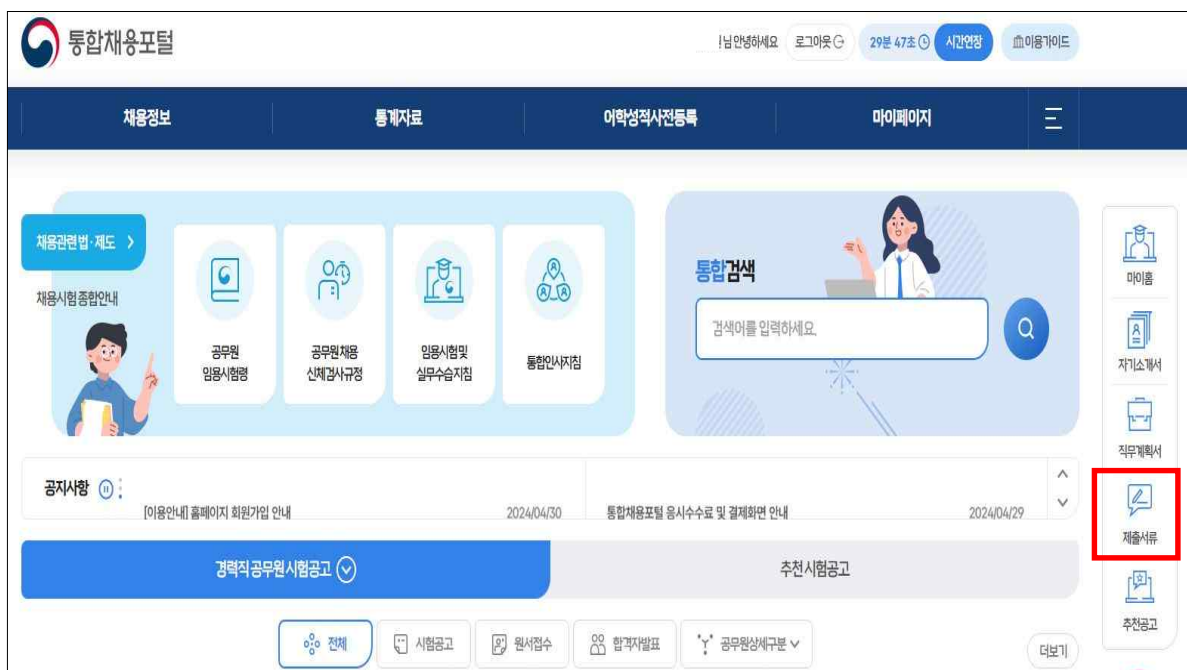 통합채용포털
!님 안녕하세요 로그아웃 29분 47초 시간연장 이용가이드
채용정보 통계자료 어학성적사전등록 마이페이지
채용관련법·제도 >
채용시험 종합안내
공무원
임용시험령
공무원채용
신체검사규정
임용시험및
실무수습지침
통합인사지침
통합검색
검색어를 입력하세요.
마이홈
자기소개서
직무계획서
제출서류
추천공고
공지사항
[이용안내] 홈페이지 회원가입 안내 2024/04/30
통합채용포털 응시수수료 및 결제화면 안내 2024/04/29
경력직 공무원 시험공고 추천 시험공고
전체 시험공고 원서접수 합격자발표 공무원상세구분
더보기